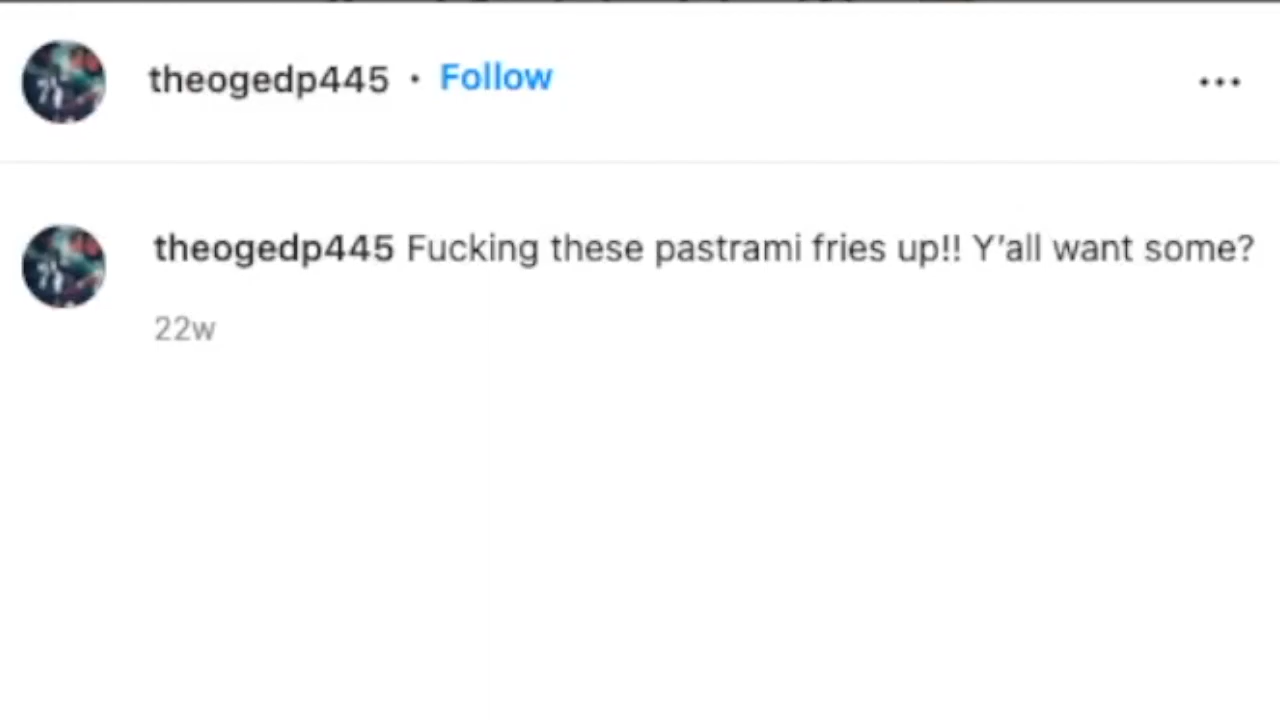 theogedp445 • Follow
theogedp445 Fucking these pastrami fries up!! Y’all want some?
22w